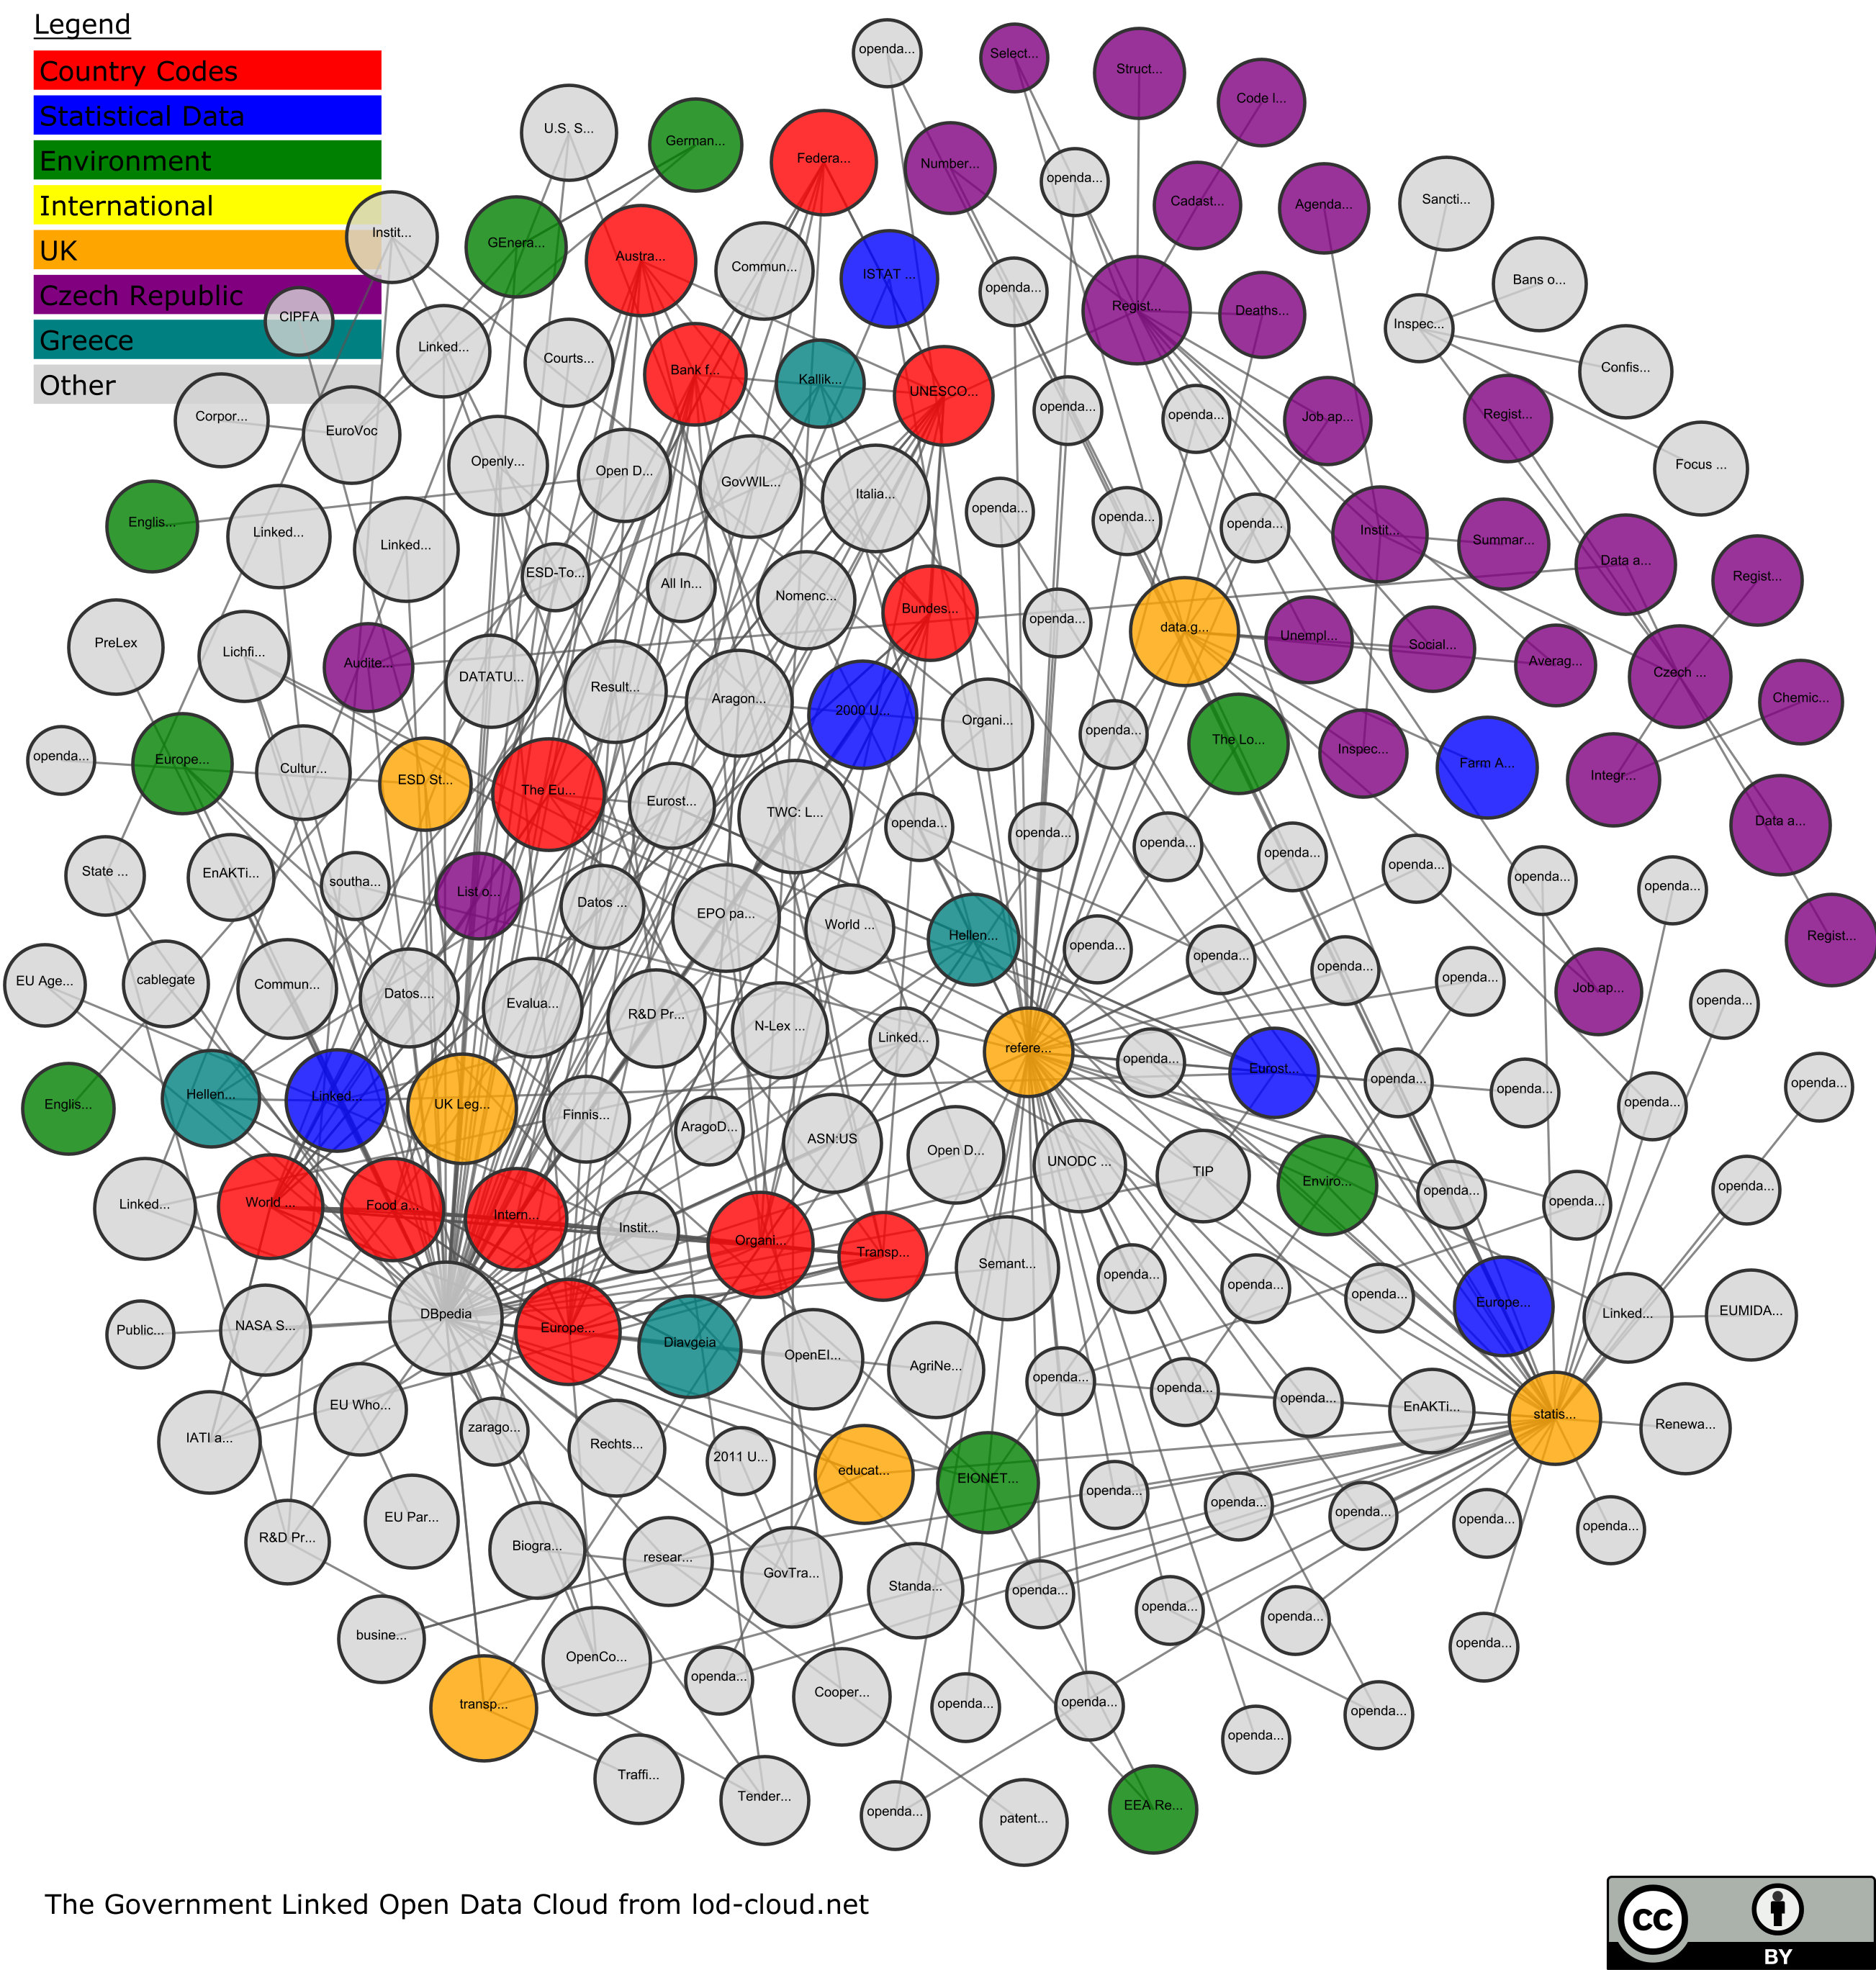 Legend
Country Codes
Statistical Data
Environment
International
UK
Czech Republic
Greece
Other
openda...
Select...
Struct...
Code l...
U.S. S...
German...
Federa...
Number...
openda...
Cadast...
Agenda...
Sancti...
Instit...
GEnera...
Austra...
Commun...
ISTAT ...
openda...
Regist...
Deaths...
Inspec...
Bans o...
CIPFA
Linked...
Courts...
Bank f...
Kallik...
UNESCO...
openda...
openda...
Job ap...
Regist...
Confis...
Corpor...
EuroVoc
Openly...
Open D...
GovWIL...
Italia...
openda...
openda...
openda...
Instit...
Summar...
Focus ...
Englis...
Linked...
Linked...
ESD-To...
All In...
Nomenc...
Bundes...
openda...
data.g...
Unempl...
Social...
Averag...
Data a...
Regist...
PreLex
Lichfi...
Audite...
DATATU...
Result...
Aragon...
2000 U...
Organi...
openda...
The Lo...
Inspec...
Farm A...
Czech ...
Chemic...
Integr...
openda...
Europe...
Cultur...
ESD St...
The Eu...
Eurost...
TWC: L...
openda...
openda...
openda...
openda...
openda...
openda...
openda...
Data a...
State ...
EnAKTi...
southa...
List o...
Datos ...
EPO pa...
World ...
Hellen...
openda...
openda...
openda...
openda...
Job ap...
openda...
Regist...
EU Age...
cablegate
Commun...
Datos....
Evalua...
R&D Pr...
N-Lex ...
Linked...
refere...
openda...
Eurost...
openda...
openda...
openda...
openda...
Englis...
Hellen...
Linked...
UK Leg...
Finnis...
AragoD...
ASN:US
Open D...
UNODC ...
TIP
Enviro...
openda...
openda...
openda...
Linked...
World ...
Food a...
Intern...
Instit...
Organi...
Transp...
Semant...
openda...
openda...
openda...
Europe...
Linked...
EUMIDA...
Public...
NASA S...
DBpedia
Europe...
Diavgeia
OpenEI...
AgriNe...
openda...
openda...
openda...
EnAKTi...
statis...
Renewa...
IATI a...
EU Who...
zarago...
Rechts...
2011 U...
educat...
EIONET...
openda...
openda...
openda...
openda...
openda...
R&D Pr...
EU Par...
Biogra...
resear...
GovTra...
Standa...
openda...
openda...
openda...
openda...
busine...
OpenCo...
openda...
Cooper...
openda...
openda...
openda...
openda...
transp...
Traffi...
Tender...
openda...
patent...
EEA Re...
The Government Linked Open Data Cloud from lod-cloud.net
cc
BY